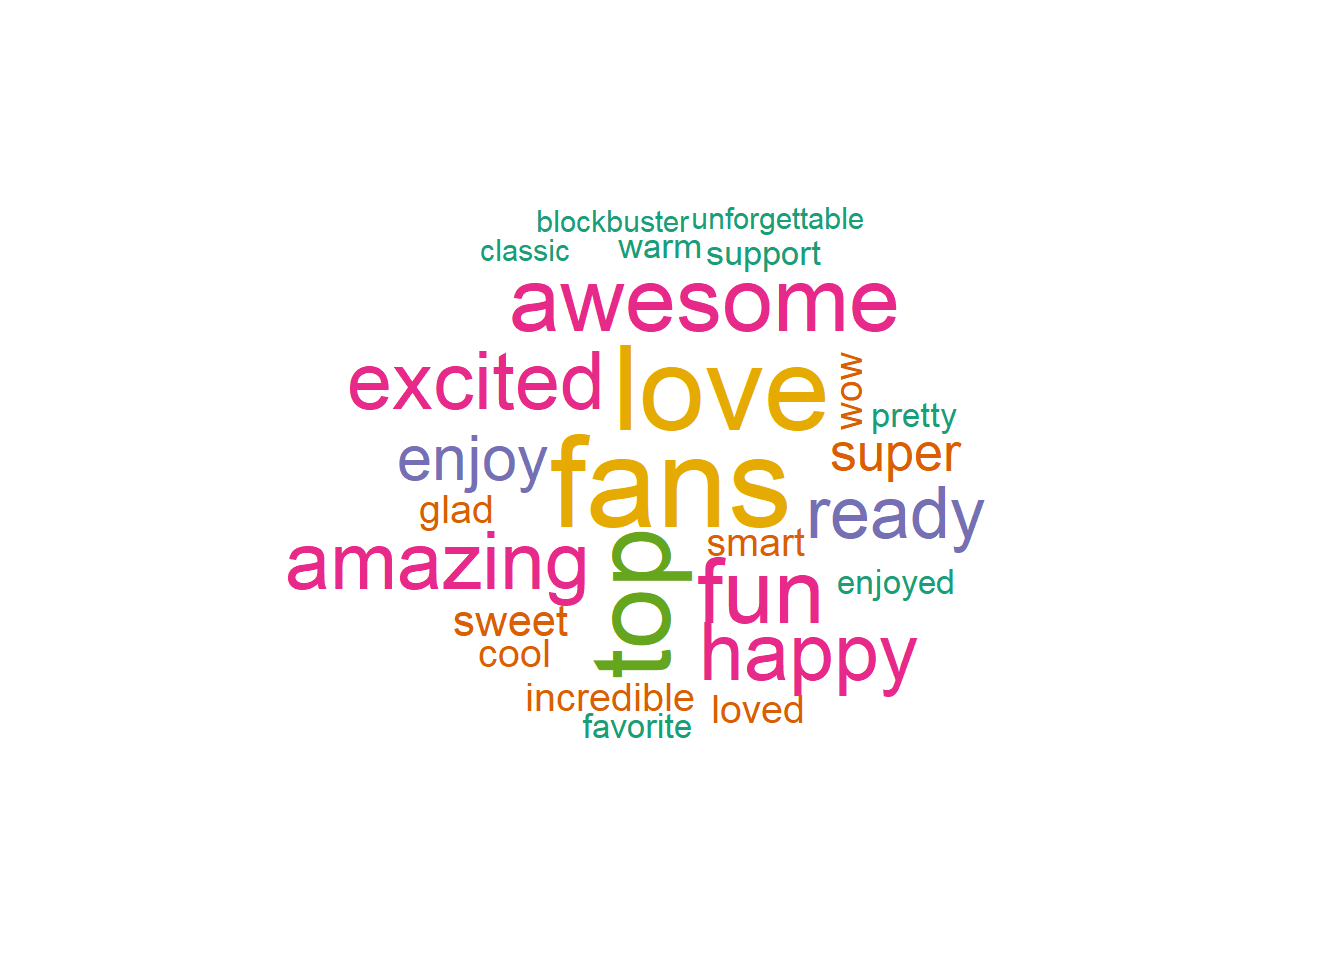 blockbuster unforgettable
classic warm support
awesome
excited love wow
pretty
enjoy fans super
glad ready
amazing top smart
fun enjoyed
sweet happy
cool
incredible loved
favorite